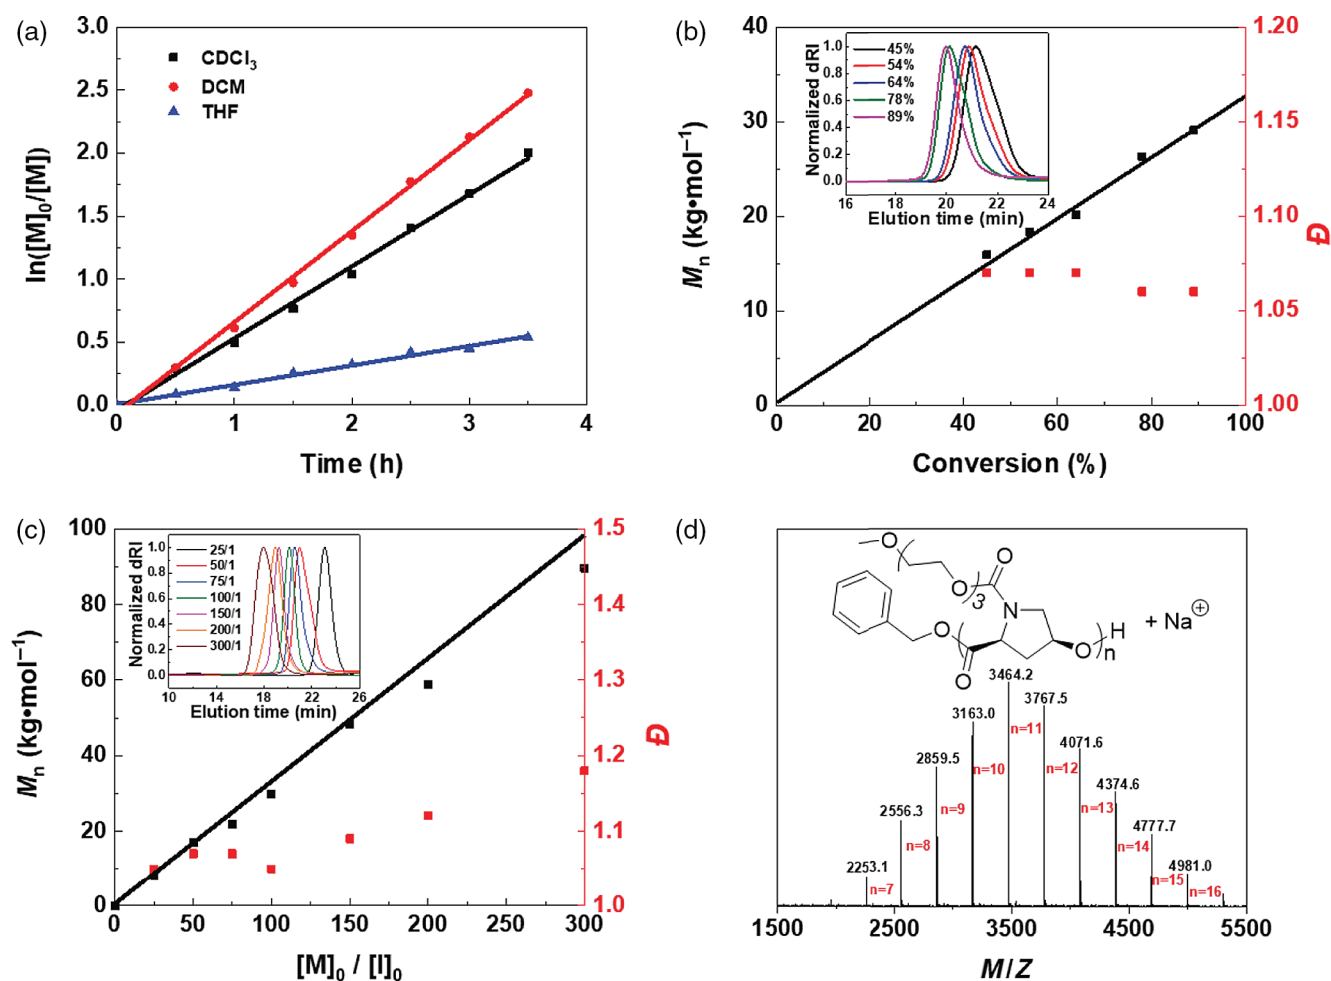 (a)
3.0
2.5
2.0
1.5
1.0
0.5
0.0
ln([M]0/[M])
CDCl3
DCM
THF
0 1 2 3 4
Time (h)
(b)
40
30
20
10
0
Mn (kg•mol−1)
1.0
0.8
0.6
0.4
0.2
0.0
Normalized dRI
45%
54%
64%
78%
89%
16 18 20 22 24
Elution time (min)
1.20
1.15
1.10
1.05
1.00
Đ
0 20 40 60 80 100
Conversion (%)
(c)
100
80
60
40
20
0
Mn (kg•mol−1)
1.0
0.8
0.6
0.4
0.2
0.0
Normalized dRI
25/1
50/1
75/1
100/1
150/1
200/1
300/1
10 14 18 22 26
Elution time (min)
1.5
1.4
1.3
1.2
1.1
1.0
Đ
0 50 100 150 200 250 300
[M]0 / [I]0
(d)
O
O
3
O
N
O
O
O
H
n
+ Na⊕
2253.1
2556.3
2859.5
3163.0
3464.2
3767.5
4071.6
4374.6
4777.7
4981.0
n=7
n=8
n=9
n=10
n=11
n=12
n=13
n=14
n=15
n=16
1500 2500 3500 4500 5500
M/Z